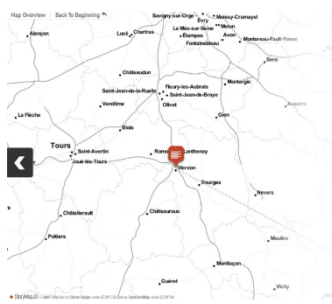 Map Overview
Back To Beginning
Savigny-sur-Orge
Evry
Moissy-Cramayel
Alençon
Lucé
Chartres
Le Mée-sur-Seine
Melun
Étampes
Avon
Montereau-Fault-Yonne
Fontainebleau
Sens
Châteaudun
Montargis
Fleury-les-Aubrais
Saint-Jean-de-la-Ruelle
Saint-Jean-de-Braye
Olivet
Vendôme
Auxerre
La Flèche
Gien
Blois
Tours
Saint-Avertin
Joué-lès-Tours
Lanthenay
Vierzon
Bourges
Nevers
Châtellerault
Châteauroux
Poitiers
Moulins
Montluçon
Guéret
Vichy
StoryMap JS